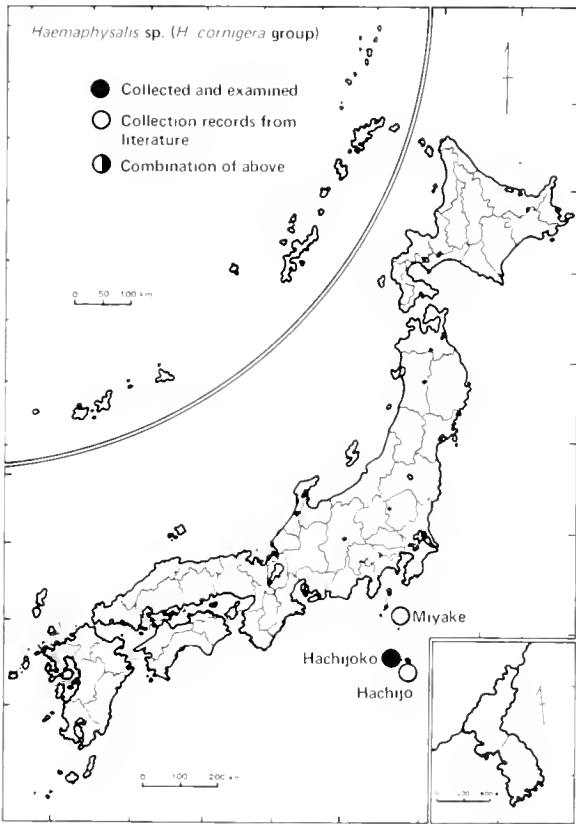 Haemaphysalis sp. (H cornigera group)
Collected and examined
Collection records from
literature
Combination of above
0 50 100 km
Miyake
Hachijoko
Hachijo
0 100 200 km